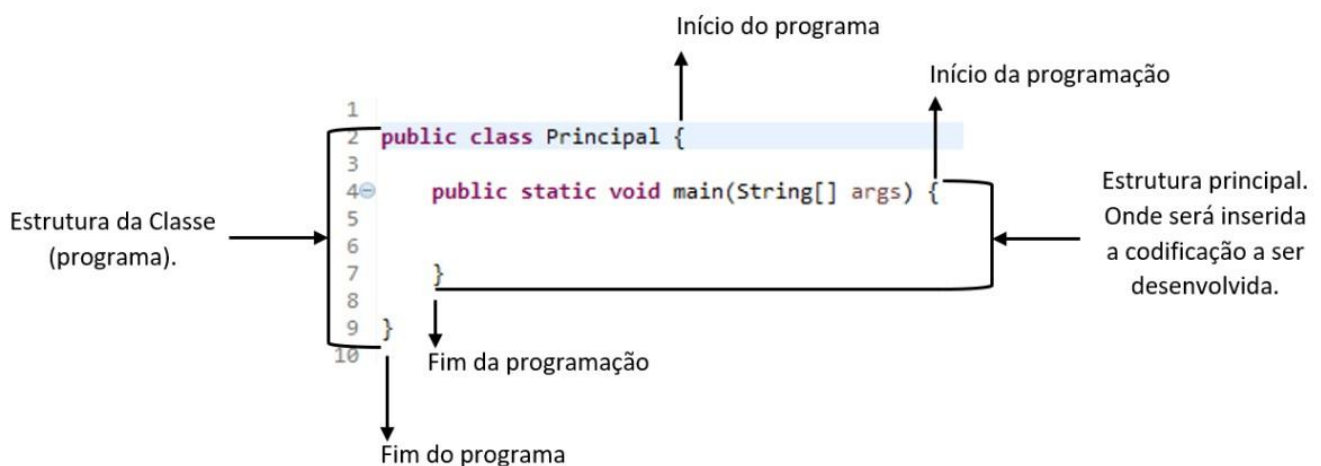 Início do programa
Início da programação
1
2 public class Principal {
3
4 public static void main(String[] args) {
5
6
7 }
8
9 }
10
Estrutura da Classe
(programa).
Estrutura principal.
Onde será inserida
a codificação a ser
desenvolvida.
Fim da programação
Fim do programa